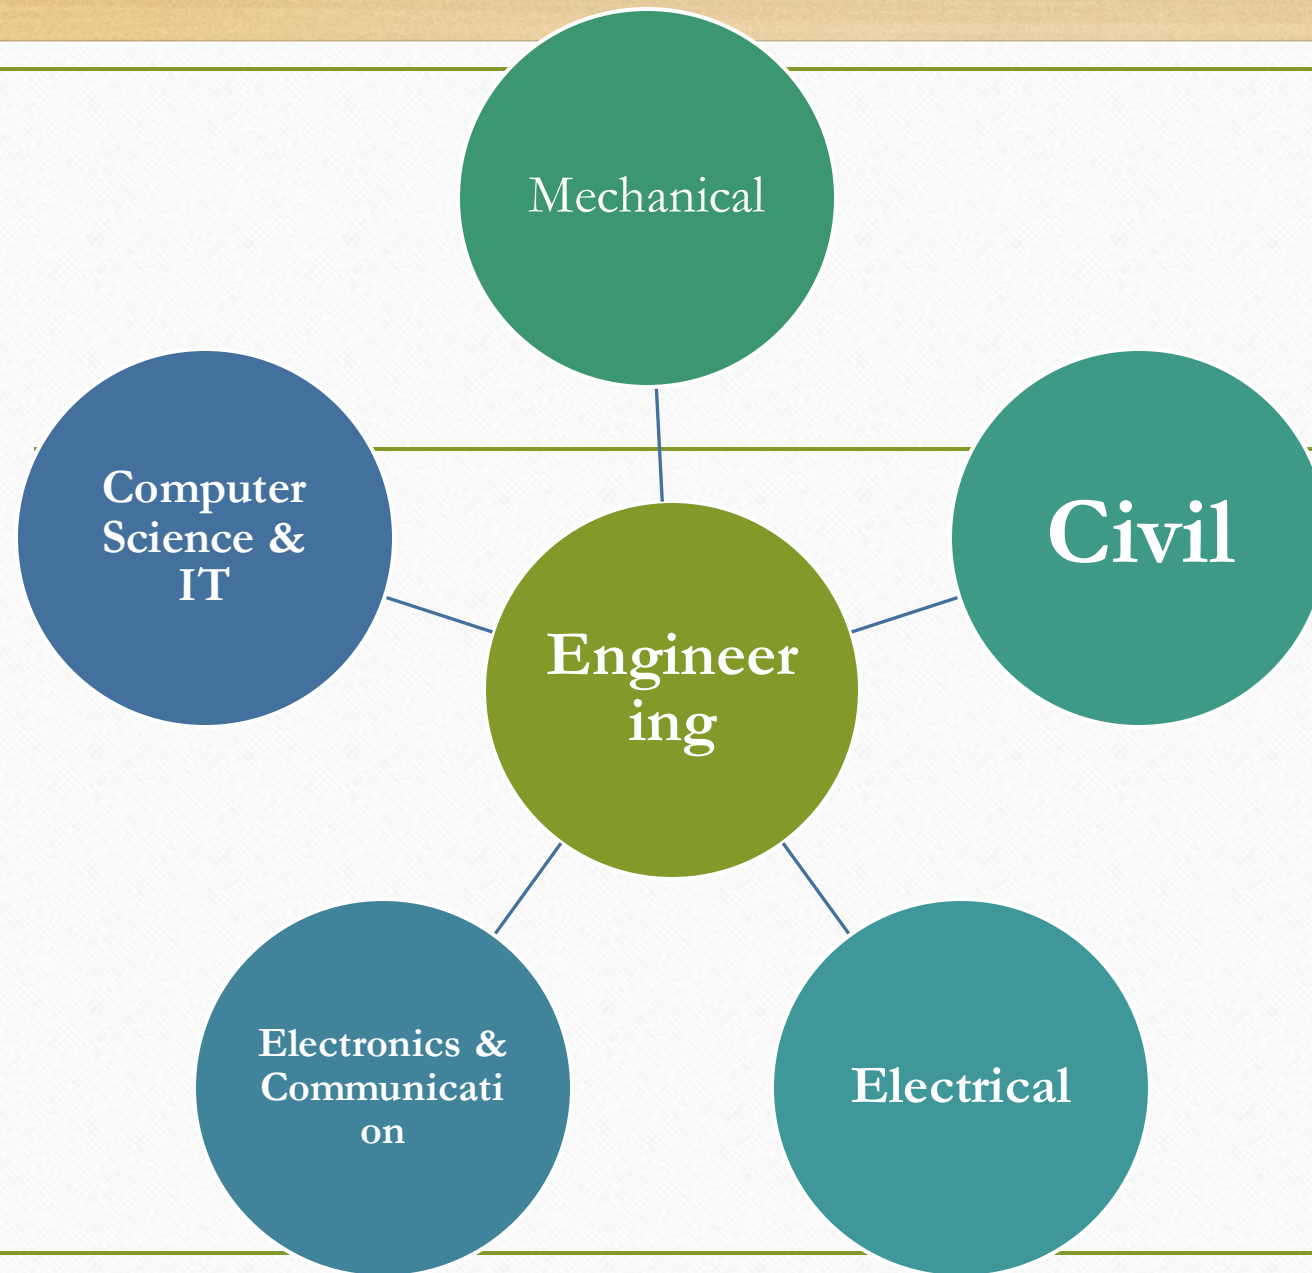 Mechanical
Computer
Science &
IT
Civil
Engineer
ing
Electronics &
Communicati
on
Electrical